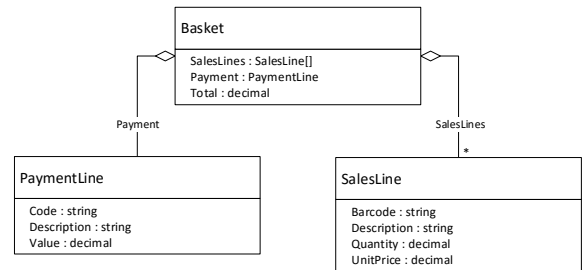 Basket
SalesLines : SalesLine[]
Payment : PaymentLine
Total : decimal
Payment
SalesLines
*
PaymentLine
Code : string
Description : string
Value : decimal
SalesLine
Barcode : string
Description : string
Quantity : decimal
UnitPrice : decimal